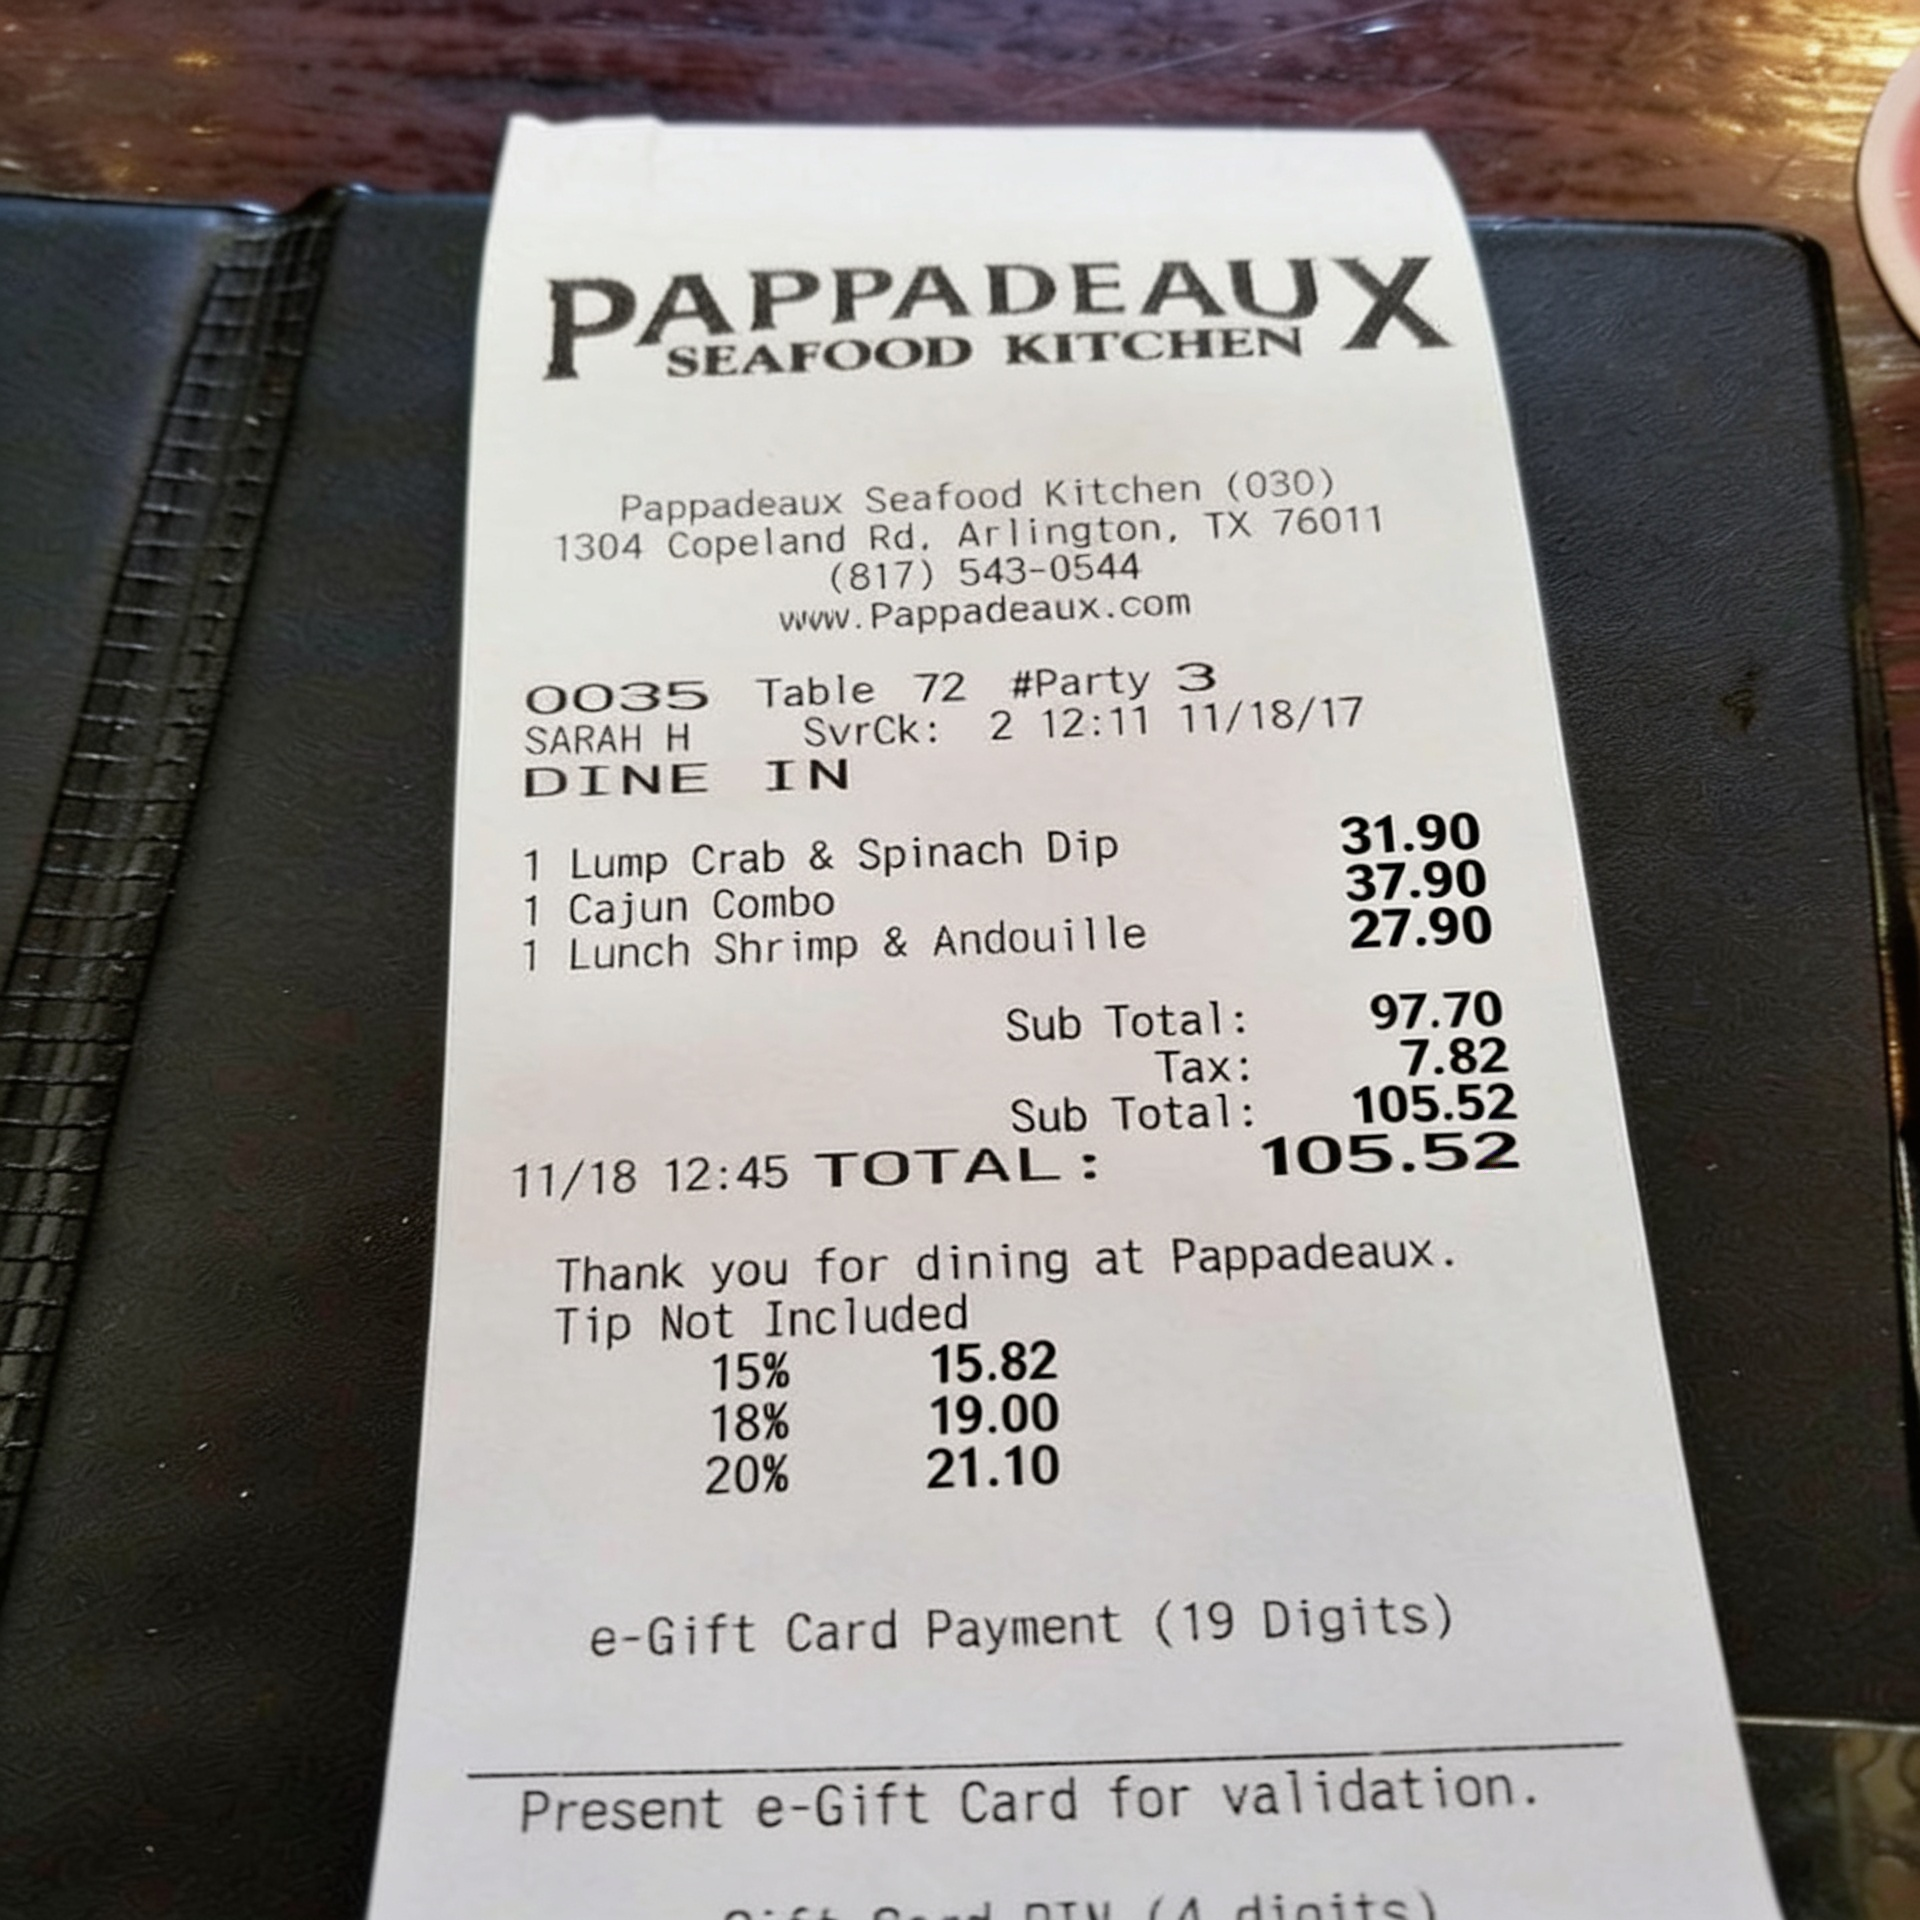 PAPPADEAUX
SEAFOOD KITCHEN
Pappadeaux Seafood Kitchen (030)
1304 Copeland Rd, Arlington, TX 76011
(817) 543-0544
www.Pappadeaux.com
0035 Table 72 #Party 3
SARAH H SvrCk: 2 12:11 11/18/17
DINE IN
1 Lump Crab & Spinach Dip 31.90
1 Cajun Combo 37.90
1 Lunch Shrimp & Andouille 27.90
Sub Total: 97.70
Tax: 7.82
Sub Total: 105.52
11/18 12:45 TOTAL: 105.52
Thank you for dining at Pappadeaux.
Tip Not Included
15% 15.82
18% 19.00
20% 21.10
e-Gift Card Payment (19 Digits)
Present e-Gift Card for validation.
Gift Card PIN (4 digits)